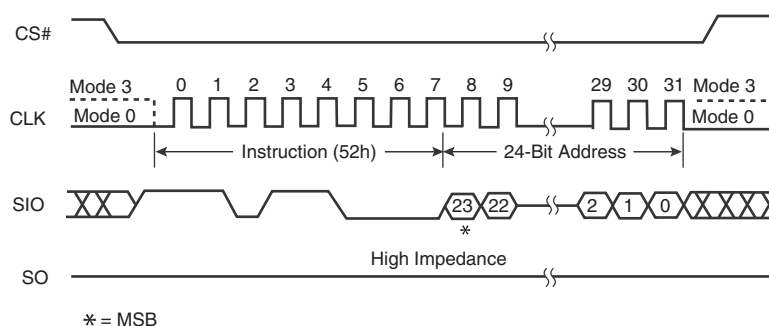 CS#
Mode 3 0 1 2 3 4 5 6 7 8 9 29 30 31 Mode 3
CLK Mode 0 Mode 0
Instruction (52h) 24-Bit Address
SIO 23 22 2 1 0
*
High Impedance
SO
* = MSB